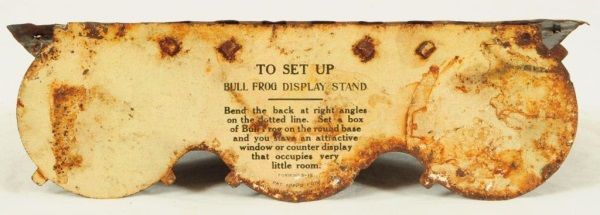 TO SET UP
BULL FROG DISPLAY STAND
Bend the back at right angles
on the dotted line. Set a box
of Bull Frog on the round base
and you have an attractive
window or counter display
that occupies very
little room.